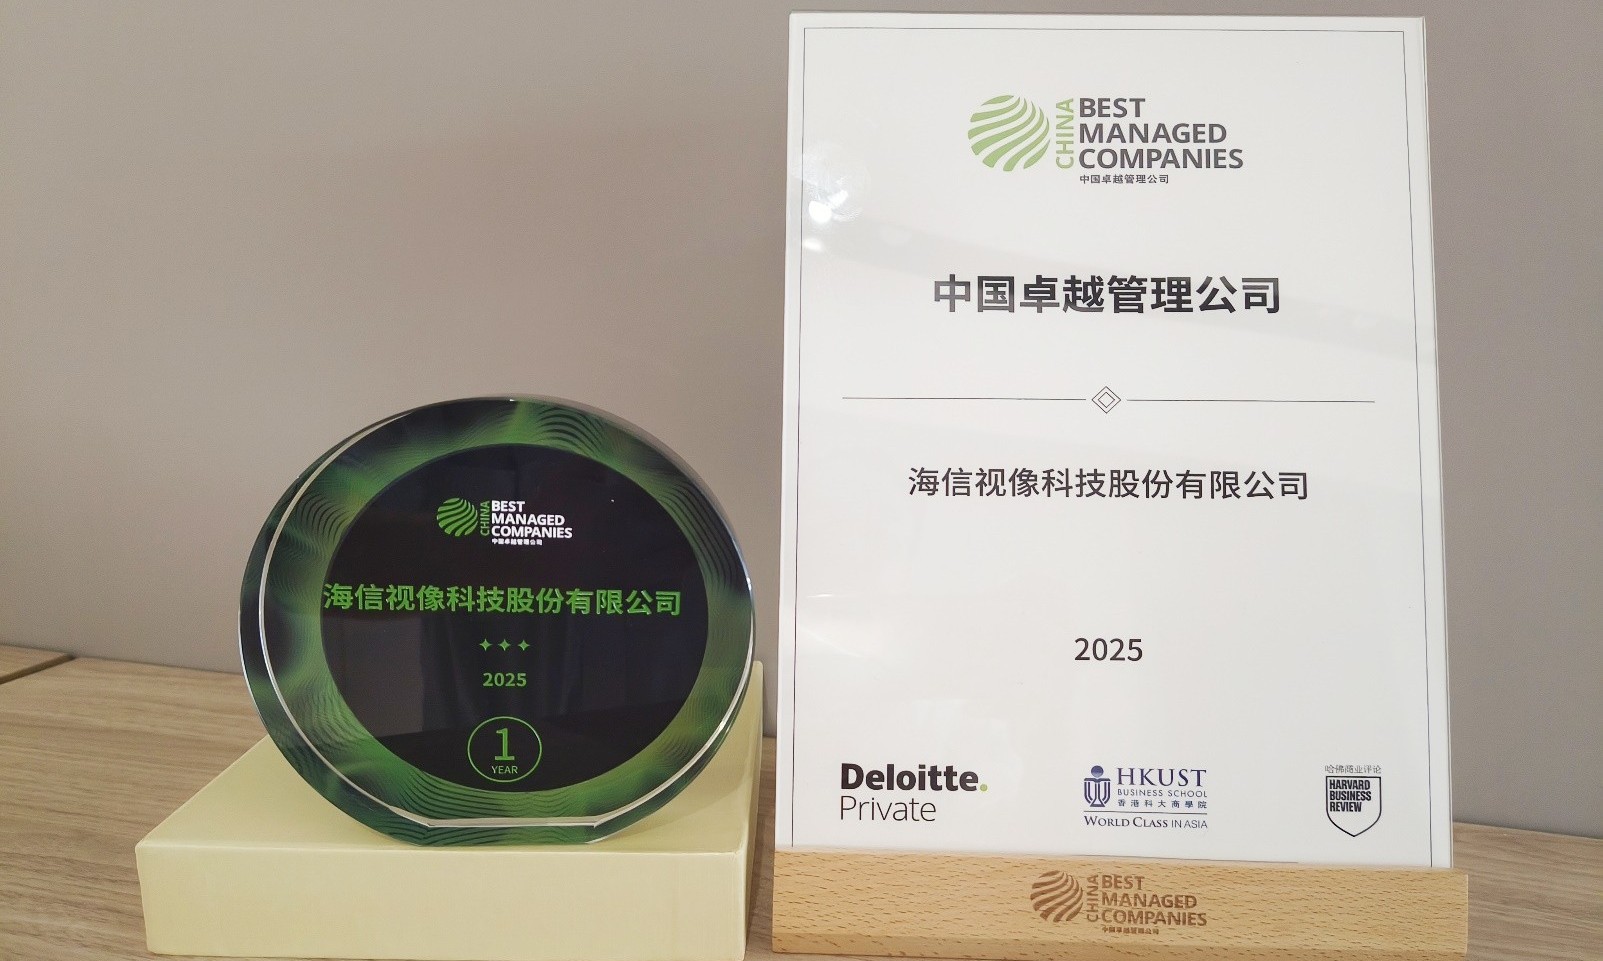 CHINA
BEST
MANAGED
COMPANIES
中国卓越管理公司
海信视像科技股份有限公司
2025
1
YEAR
CHINA
BEST
MANAGED
COMPANIES
中国卓越管理公司
中国卓越管理公司
海信视像科技股份有限公司
2025
Deloitte.
Private
HKUST
BUSINESS SCHOOL
香港科大商學院
WORLD CLASS IN ASIA
哈佛商业评论
HARVARD
BUSINESS
REVIEW
CHINA
BEST
MANAGED
COMPANIES
中国卓越管理公司